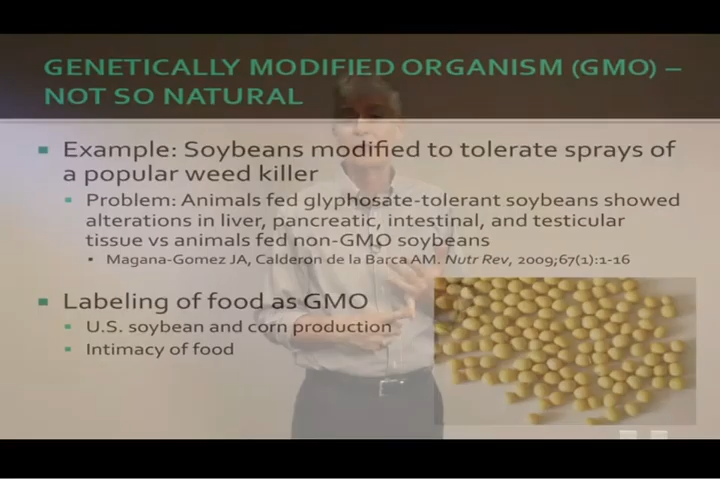 GENETICALLY MODIFIED ORGANISM (GMO) –
NOT SO NATURAL
Example: Soybeans modified to tolerate sprays of
a popular weed killer
Problem: Animals fed glyphosate-tolerant soybeans showed
alterations in liver, pancreatic, intestinal, and testicular
tissue vs animals fed non-GMO soybeans
Magana-Gomez JA, Calderon de la Barca AM. Nutr Rev, 2009;67(1):1-16
Labeling of food as GMO
U.S. soybean and corn production
Intimacy of food